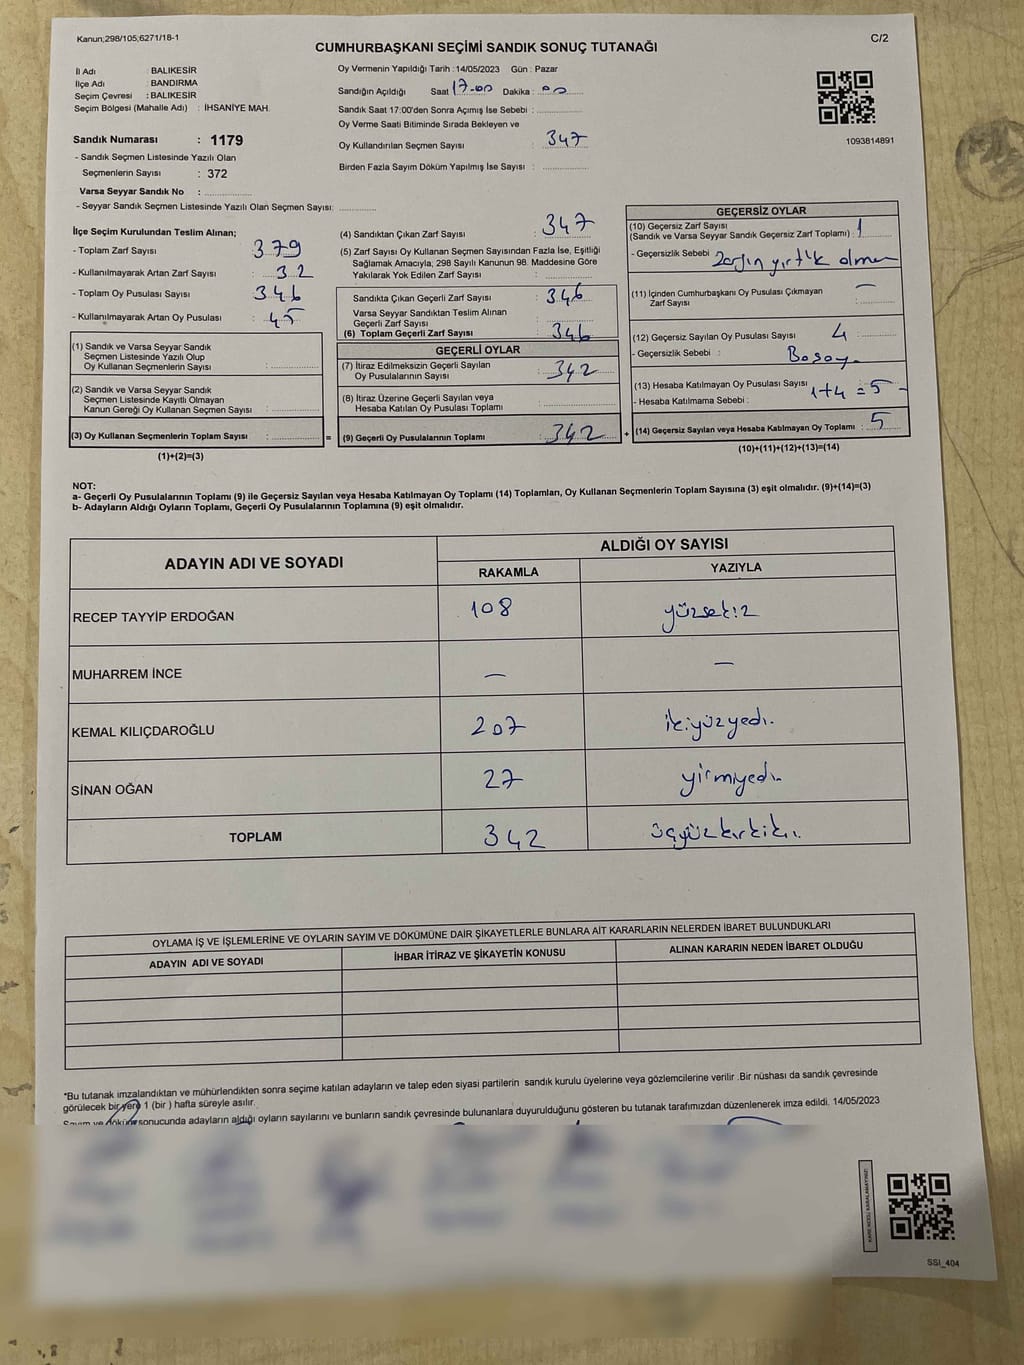 Kanun;298/105;6271/18-1
C/2
CUMHURBAŞKANI SEÇİMİ SANDIK SONUÇ TUTANAĞI
İl Adı : BALIKESİR
İlçe Adı : BANDIRMA
Seçim Çevresi : BALIKESİR
Seçim Bölgesi (Mahalle Adı) : İHSANİYE MAH.
Sandık Numarası : 1179
- Sandık Seçmen Listesinde Yazılı Olan
Seçmenlerin Sayısı : 372
Varsa Seyyar Sandık No :
- Seyyar Sandık Seçmen Listesinde Yazılı Olan Seçmen Sayısı:
Oy Vermenin Yapıldığı Tarih :14/05/2023 Gün : Pazar
Sandığın Açıldığı Saat 17.00 Dakika : 00
Sandık Saat 17:00'den Sonra Açımış İse Sebebi :
Oy Verme Saati Bitiminde Sırada Bekleyen ve
Oy Kullandırılan Seçmen Sayısı : 347
Birden Fazla Sayım Döküm Yapılmış İse Sayısı :
1093814891
İlçe Seçim Kurulundan Teslim Alınan;
- Toplam Zarf Sayısı : 379
- Kullanılmayarak Artan Zarf Sayısı : 32
- Toplam Oy Pusulası Sayısı : 346
- Kullanılmayarak Artan Oy Pusulası : 45
(1) Sandık ve Varsa Seyyar Sandık
Seçmen Listesinde Yazılı Olup
Oy Kullanan Seçmenlerin Sayısı :
(2) Sandık ve Varsa Seyyar Sandık
Seçmen Listesinde Kayıtlı Olmayan
Kanun Gereği Oy Kullanan Seçmen Sayısı :
(3) Oy Kullanan Seçmenlerin Toplam Sayısı : =
(1)+(2)=(3)
(4) Sandıktan Çıkan Zarf Sayısı : 347
(5) Zarf Sayısı Oy Kullanan Seçmen Sayısından Fazla İse, Eşitliği
Sağlamak Amacıyla; 298 Sayılı Kanunun 98. Maddesine Göre
Yakılarak Yok Edilen Zarf Sayısı :
Sandıkta Çıkan Geçerli Zarf Sayısı : 346
Varsa Seyyar Sandıktan Teslim Alınan
Geçerli Zarf Sayısı :
(6) Toplam Geçerli Zarf Sayısı : 346
GEÇERLİ OYLAR
(7) İtiraz Edilmeksizin Geçerli Sayılan
Oy Pusulalarının Sayısı : 342
(8) İtiraz Üzerine Geçerli Sayılan veya
Hesaba Katılan Oy Pusulası Toplamı :
(9) Geçerli Oy Pusulalarının Toplamı : 342 +
GEÇERSİZ OYLAR
(10) Geçersiz Zarf Sayısı
(Sandık ve Varsa Seyyar Sandık Geçersiz Zarf Toplamı) : 1
- Geçersizlik Sebebi : Zarfın yırtık olması
(11) İçinden Cumhurbaşkanı Oy Pusulası Çıkmayan
Zarf Sayısı : —
(12) Geçersiz Sayılan Oy Pusulası Sayısı : 4
- Geçersizlik Sebebi :
(13) Hesaba Katılmayan Oy Pusulası Sayısı : 1+4=5
- Hesaba Katılmama Sebebi :
(14) Geçersiz Sayılan veya Hesaba Katılmayan Oy Toplamı : 5
(10)+(11)+(12)+(13)=(14)
NOT:
a- Geçerli Oy Pusulalarının Toplamı (9) ile Geçersiz Sayılan veya Hesaba Katılmayan Oy Toplamı (14) Toplamları, Oy Kullanan Seçmenlerin Toplam Sayısına (3) eşit olmalıdır. (9)+(14)=(3)
b- Adayların Aldığı Oyların Toplamı, Geçerli Oy Pusulalarının Toplamına (9) eşit olmalıdır.
ADAYIN ADI VE SOYADI
ALDIĞI OY SAYISI
RAKAMLA YAZIYLA
RECEP TAYYİP ERDOĞAN 108 yüzsekiz
MUHARREM İNCE — —
KEMAL KILIÇDAROĞLU 207 ikiyüzyedi.
SİNAN OĞAN 27 yirmiyedi.
TOPLAM 342 üçyüzkırkiki.
OYLAMA İŞ VE İŞLEMLERİNE VE OYLARIN SAYIM VE DÖKÜMÜNE DAİR ŞİKAYETLERLE BUNLARA AİT KARARLARIN NELERDEN İBARET BULUNDUKLARI
ADAYIN ADI VE SOYADI İHBAR İTİRAZ VE ŞİKAYETİN KONUSU ALINAN KARARIN NEDEN İBARET OLDUĞU
*Bu tutanak imzalandıktan ve mühürlendikten sonra seçime katılan adayların ve talep eden siyasi partilerin sandık kurulu üyelerine veya gözlemcilerine verilir .Bir nüshası da sandık çevresinde
görülecek bir yere 1 (bir ) hafta süreyle asılır.
Sayım ve döküm sonucunda adayların aldığı oyların sayılarını ve bunların sandık çevresinde bulunanlara duyurulduğunu gösteren bu tutanak tarafımızdan düzenlenerek imza edildi. 14/05/2023
SSI_404